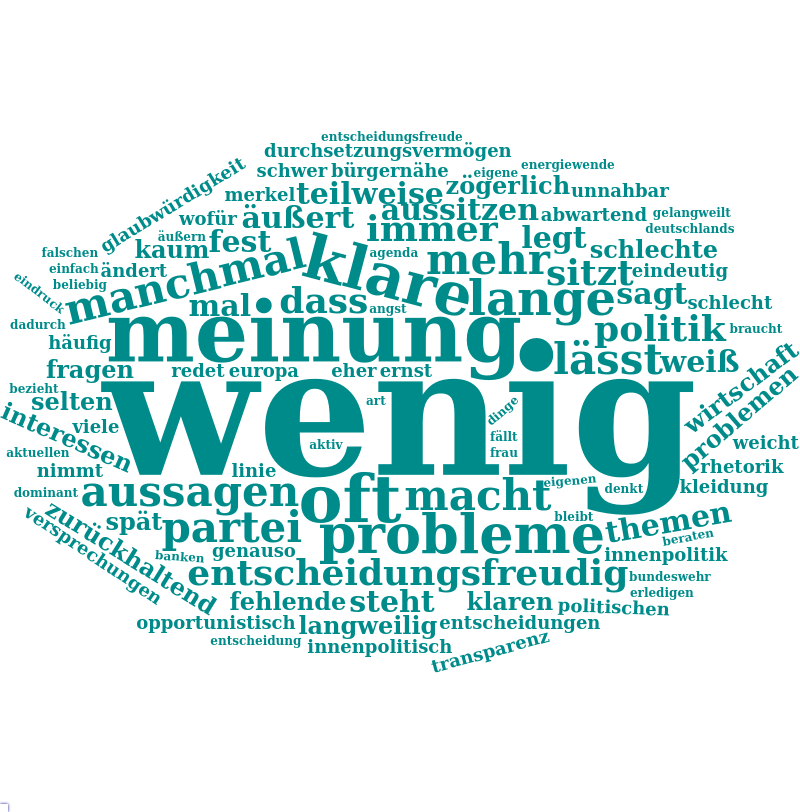 entscheidungsfreude
durchsetzungsvermögen
schwer bürgernähe eigene energiewende
glaubwürdigkeit
merkel teilweise zögerlich unnahbar
wofür äußert aussitzen abwartend gelangweilt
äußern fest immer legt deutschlands
falschen kaum agenda mehr schlechte
einfach ändert manchmal klare sitzt eindeutig
eindruck beliebig
mal dass angst lange sagt schlecht
dadurch meinung politik braucht
häufig
fragen redet europa eher ernst lässt weiß wirtschaft
bezieht wenig problemen
selten art dinge
interessen viele aktiv fällt weicht
aktuellen frau
nimmt linie rhetorik
dominant aussagen oft macht eigenen denkt kleidung
versprechungen zurückhaltend spät partei probleme bleibt themen
beraten
banken genauso innenpolitik
entscheidungsfreudig bundeswehr
fehlende steht klaren politischen erledigen
opportunistisch langweilig entscheidungen
entscheidung innenpolitisch transparenz